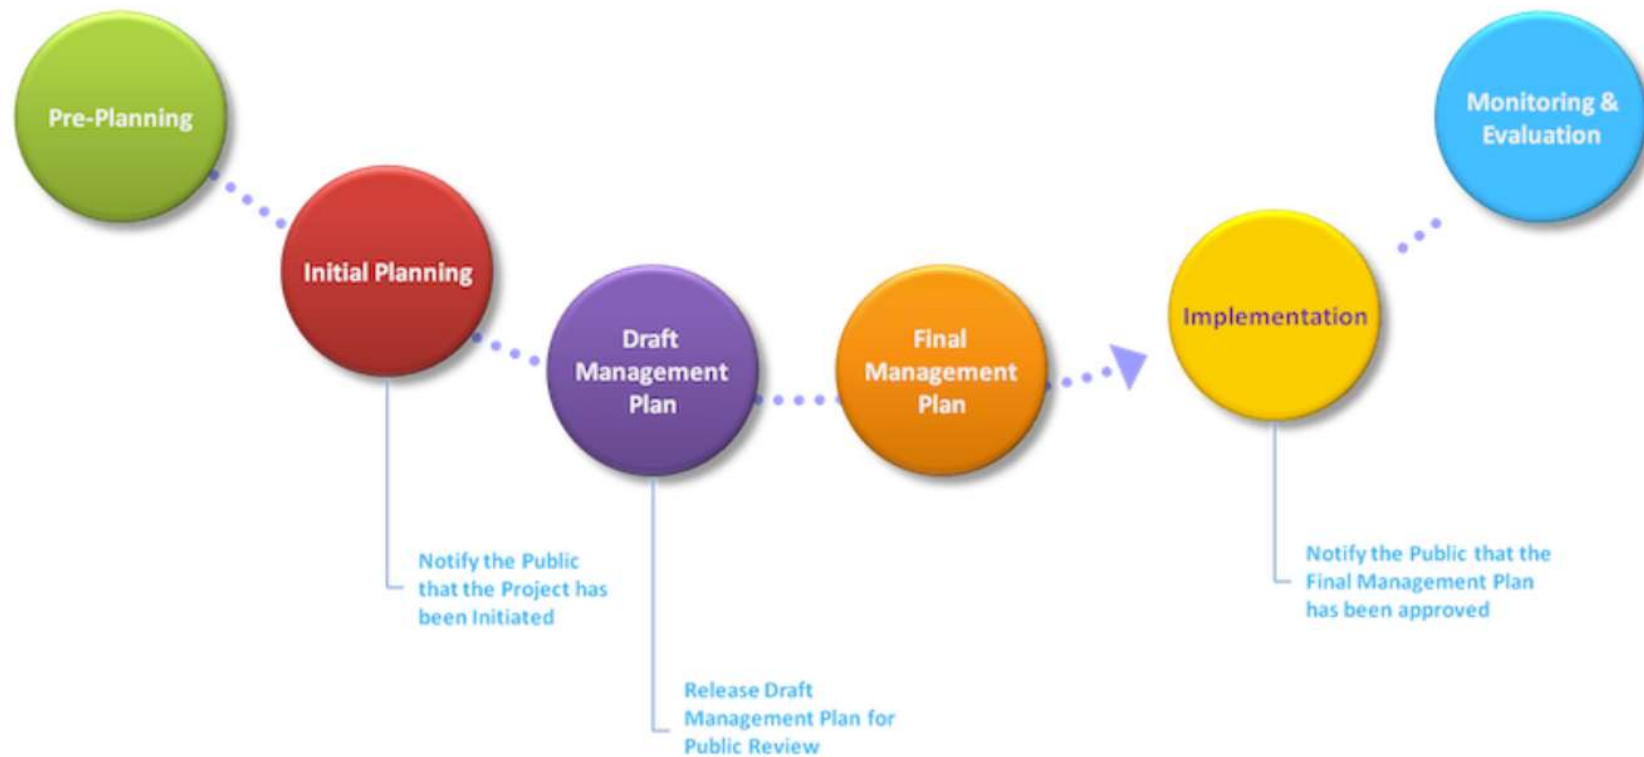 Pre-Planning
Initial Planning
Draft
Management
Plan
Final
Management
Plan
Implementation
Monitoring &
Evaluation
Notify the Public
that the Project has
been Initiated
Release Draft
Management Plan for
Public Review
Notify the Public that the
Final Management Plan
has been approved